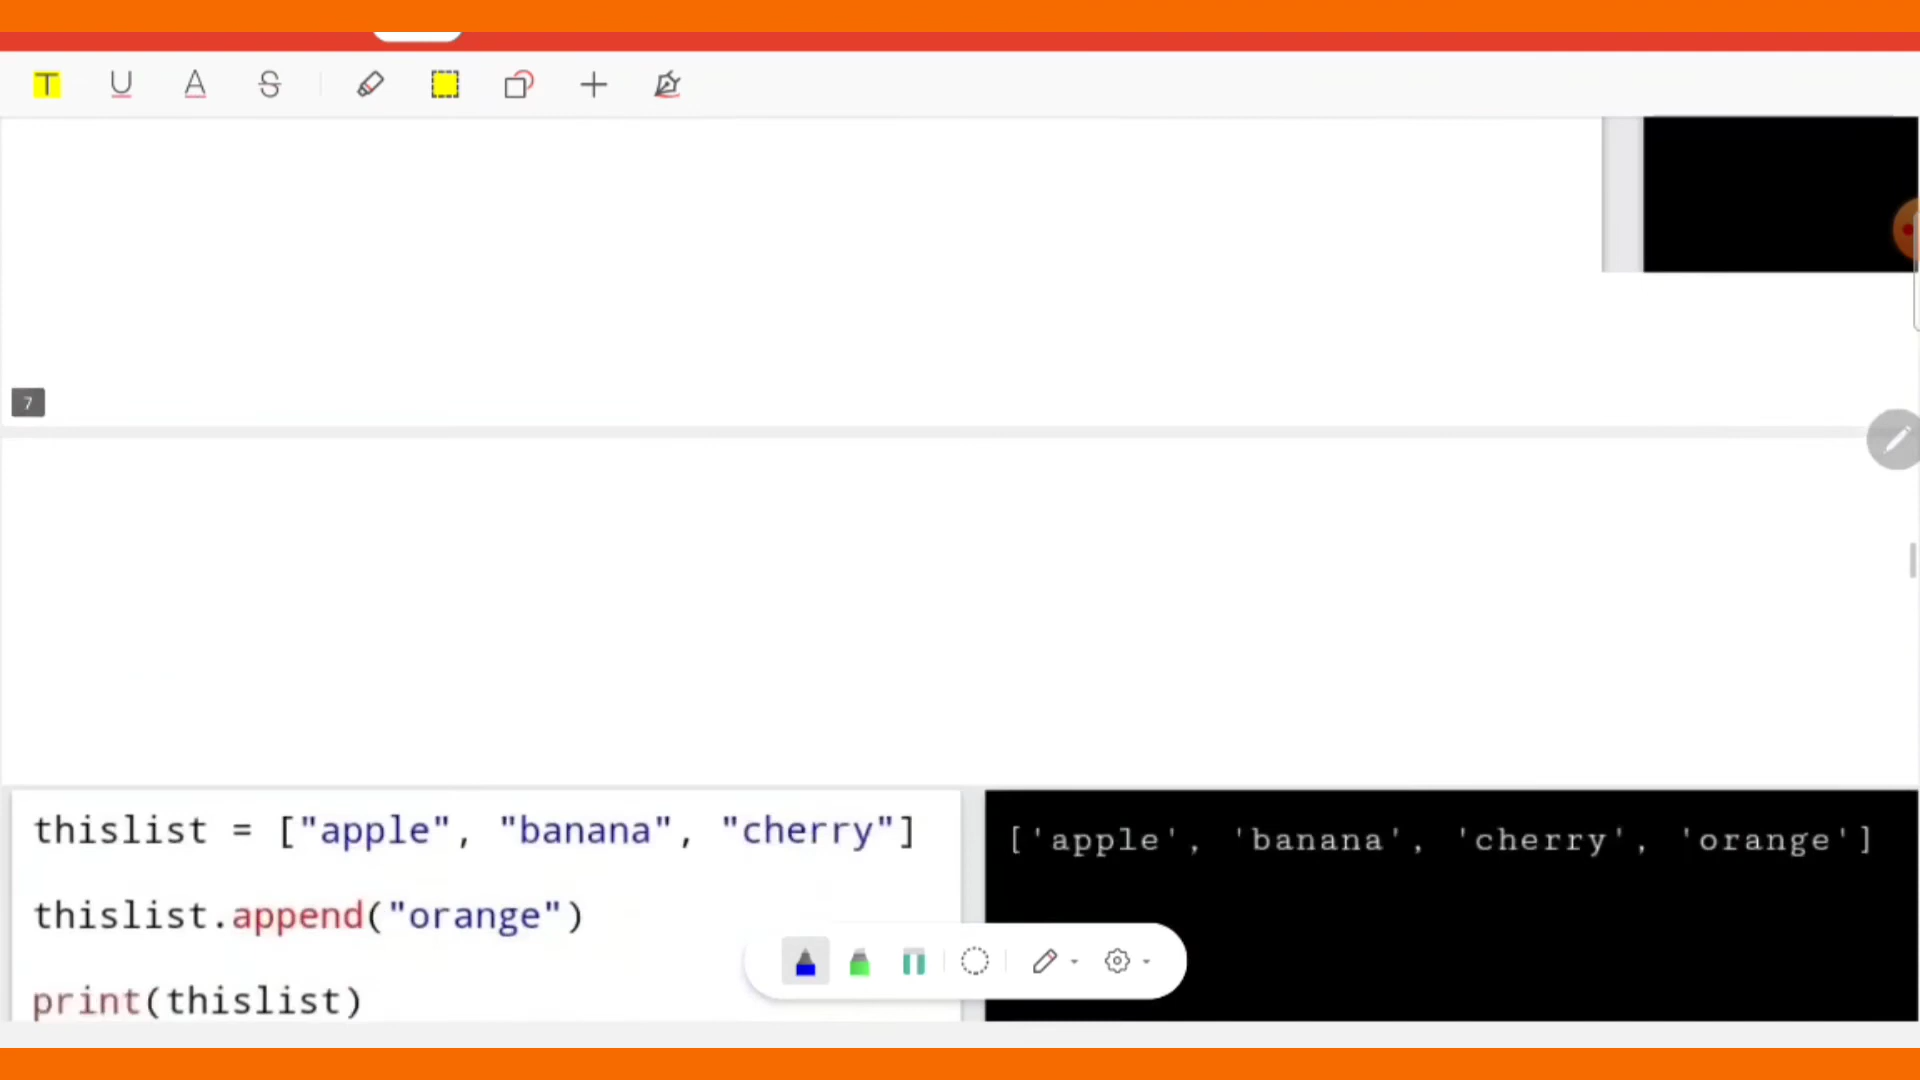 T U A S
7
thislist = ["apple", "banana", "cherry"]
thislist.append("orange")
print(thislist)
['apple', 'banana', 'cherry', 'orange']